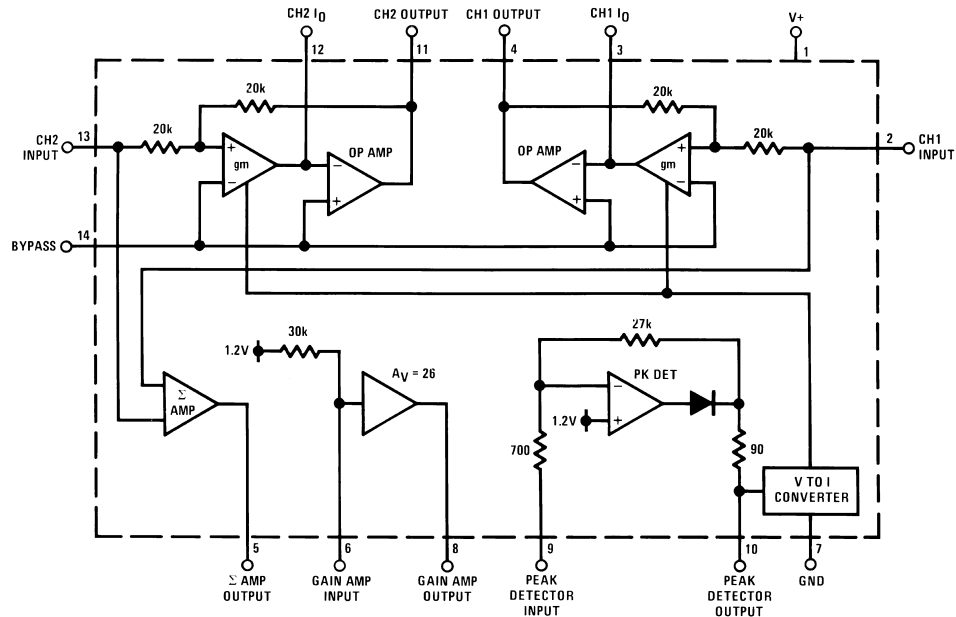 CH2 I₀
CH2 OUTPUT
CH1 OUTPUT
CH1 I₀
V+
12
11
4
3
1
20k
20k
CH2
INPUT
13
20k
20k
2
CH1
INPUT
OP AMP
OP AMP
+
gm
−
−
+
−
+
+
gm
−
BYPASS
14
30k
27k
1.2V
A_V = 26
PK DET
Σ
AMP
−
1.2V
+
700
90
V TO I
CONVERTER
5
6
8
9
10
7
Σ AMP
OUTPUT
GAIN AMP
INPUT
GAIN AMP
OUTPUT
PEAK
DETECTOR
INPUT
PEAK
DETECTOR
OUTPUT
GND